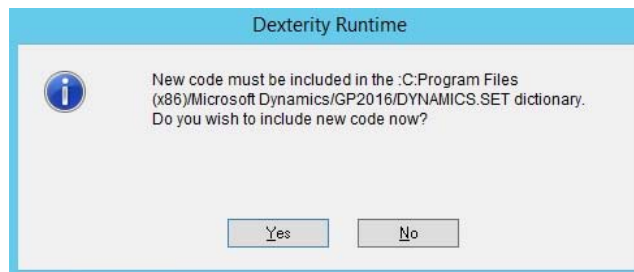 Dexterity Runtime
New code must be included in the :C:Program Files
(x86)/Microsoft Dynamics/GP2016/DYNAMICS.SET dictionary.
Do you wish to include new code now?
Yes
No